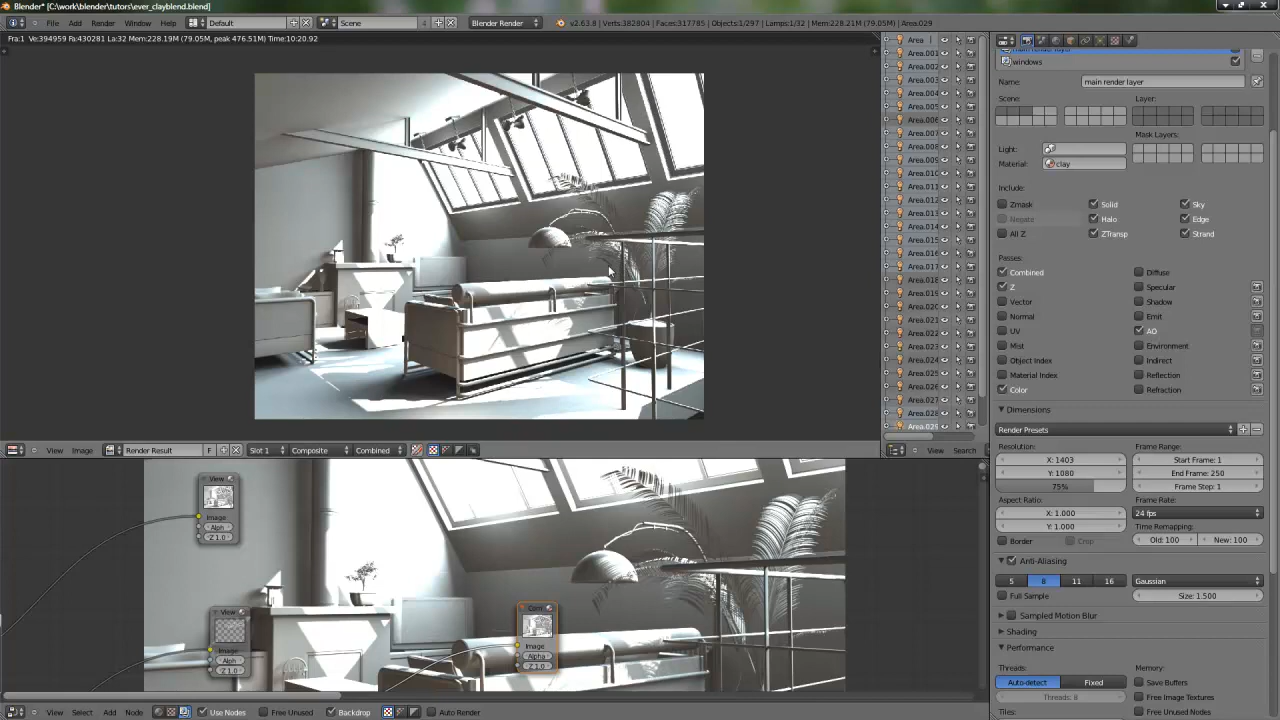 Blender* [C:\work\blender\tutors\ever_clayblend.blend]
File Add Render Window Help Default Scene 4 Blender Render v2.63.8 | Verts:382804 | Faces:317785 | Objects:1/297 | Lamps:1/32 | Mem:228.21M (79.05M) | Area.029
Fra:1 Ve:394959 Fa:430281 La:32 Mem:228.19M (79.05M, peak 476.51M) Time:10:20.92
Area
Area.001
Area.002
Area.003
Area.004
Area.005
Area.006
Area.007
Area.008
Area.009
Area.010
Area.011
Area.012
Area.013
Area.014
Area.015
Area.016
Area.017
Area.018
Area.019
Area.020
Area.021
Area.022
Area.023
Area.024
Area.025
Area.026
Area.027
Area.028
Area.029
View Search
main render layer
windows
Name: main render layer
Scene: Layer:
Mask Layers:
Light:
Material: clay
Include:
Zmask Solid Sky
Negate Halo Edge
All Z ZTransp Strand
Passes:
Combined Diffuse
Z Specular
Vector Shadow
Normal Emit
UV AO
Mist Environment
Object Index Indirect
Material Index Reflection
Color Refraction
Dimensions
Render Presets
Resolution: Frame Range:
X: 1403 Start Frame: 1
Y: 1080 End Frame: 250
75% Frame Step: 1
Aspect Ratio: Frame Rate:
X: 1.000 24 fps
Y: 1.000 Time Remapping:
Border Crop Old: 100 New: 100
Anti-Aliasing
5 8 11 16 Gaussian
Full Sample Size: 1.500
Sampled Motion Blur
Shading
Performance
Threads: Memory:
Auto-detect Fixed Save Buffers
Threads: 8 Free Image Textures
Tiles: Free Unused Nodes
View Image Render Result F Slot 1 Composite Combined
View
Image
Alph
Z 1.0
View
Image
Alph
Z 1.0
Com
Image
Alpha
Z 1.0
View Select Add Node Use Nodes Free Unused Backdrop Auto Render